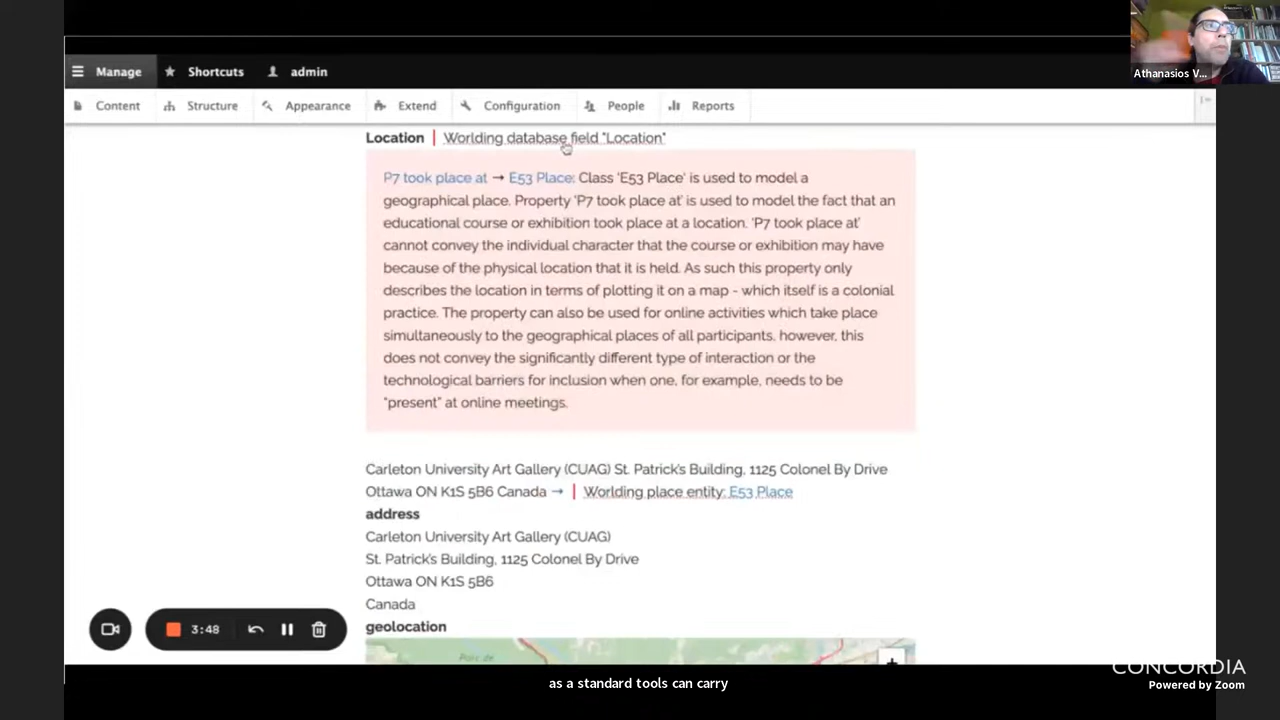 Manage
Shortcuts
admin
Athanasios V...
Content
Structure
Appearance
Extend
Configuration
People
Reports
Location | Worlding database field "Location"
P7 took place at → E53 Place: Class 'E53 Place' is used to model a
geographical place. Property 'P7 took place at' is used to model the fact that an
educational course or exhibition took place at a location. 'P7 took place at'
cannot convey the individual character that the course or exhibition may have
because of the physical location that it is held. As such this property only
describes the location in terms of plotting it on a map - which itself is a colonial
practice. The property can also be used for online activities which take place
simultaneously to the geographical places of all participants, however, this
does not convey the significantly different type of interaction or the
technological barriers for inclusion when one, for example, needs to be
"present" at online meetings.
Carleton University Art Gallery (CUAG) St. Patrick's Building, 1125 Colonel By Drive
Ottawa ON K1S 5B6 Canada → | Worlding place entity: E53 Place
address
Carleton University Art Gallery (CUAG)
St. Patrick's Building, 1125 Colonel By Drive
Ottawa ON K1S 5B6
Canada
geolocation
Parc de
+
3:48
CONCORDIA
Powered by Zoom
as a standard tools can carry